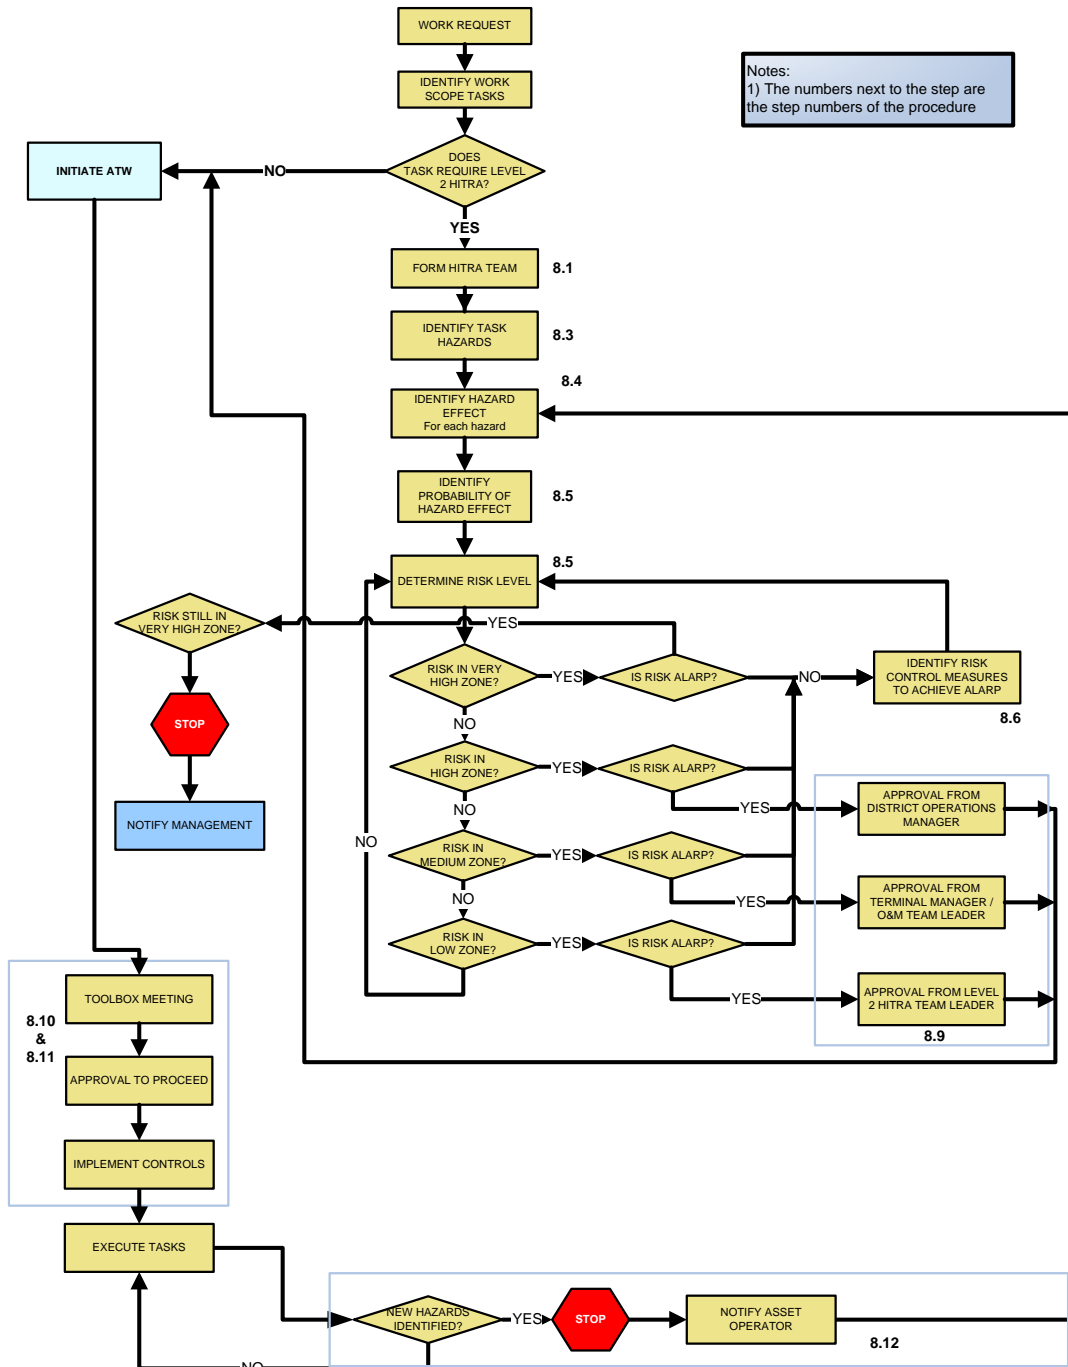 WORK REQUEST
Notes:
1) The numbers next to the step are
the step numbers of the procedure
IDENTIFY WORK
SCOPE TASKS
DOES
TASK REQUIRE LEVEL
2 HITRA?
NO
INITIATE ATW
YES
FORM HITRA TEAM
8.1
IDENTIFY TASK
HAZARDS
8.3
8.4
IDENTIFY HAZARD
EFFECT
For each hazard
IDENTIFY
PROBABILITY OF
HAZARD EFFECT
8.5
8.5
DETERMINE RISK LEVEL
RISK STILL IN
VERY HIGH ZONE?
YES
RISK IN VERY
HIGH ZONE?
YES
IS RISK ALARP?
NO
IDENTIFY RISK
CONTROL MEASURES
TO ACHIEVE ALARP
8.6
STOP
NO
RISK IN
HIGH ZONE?
YES
IS RISK ALARP?
YES
APPROVAL FROM
DISTRICT OPERATIONS
MANAGER
NOTIFY MANAGEMENT
NO
NO
RISK IN
MEDIUM ZONE?
YES
IS RISK ALARP?
YES
APPROVAL FROM
TERMINAL MANAGER /
O&M TEAM LEADER
NO
RISK IN
LOW ZONE?
YES
IS RISK ALARP?
YES
APPROVAL FROM LEVEL
2 HITRA TEAM LEADER
8.9
TOOLBOX MEETING
8.10
&
8.11
APPROVAL TO PROCEED
IMPLEMENT CONTROLS
EXECUTE TASKS
NEW HAZARDS
IDENTIFIED?
YES
STOP
NOTIFY ASSET
OPERATOR
8.12
NO